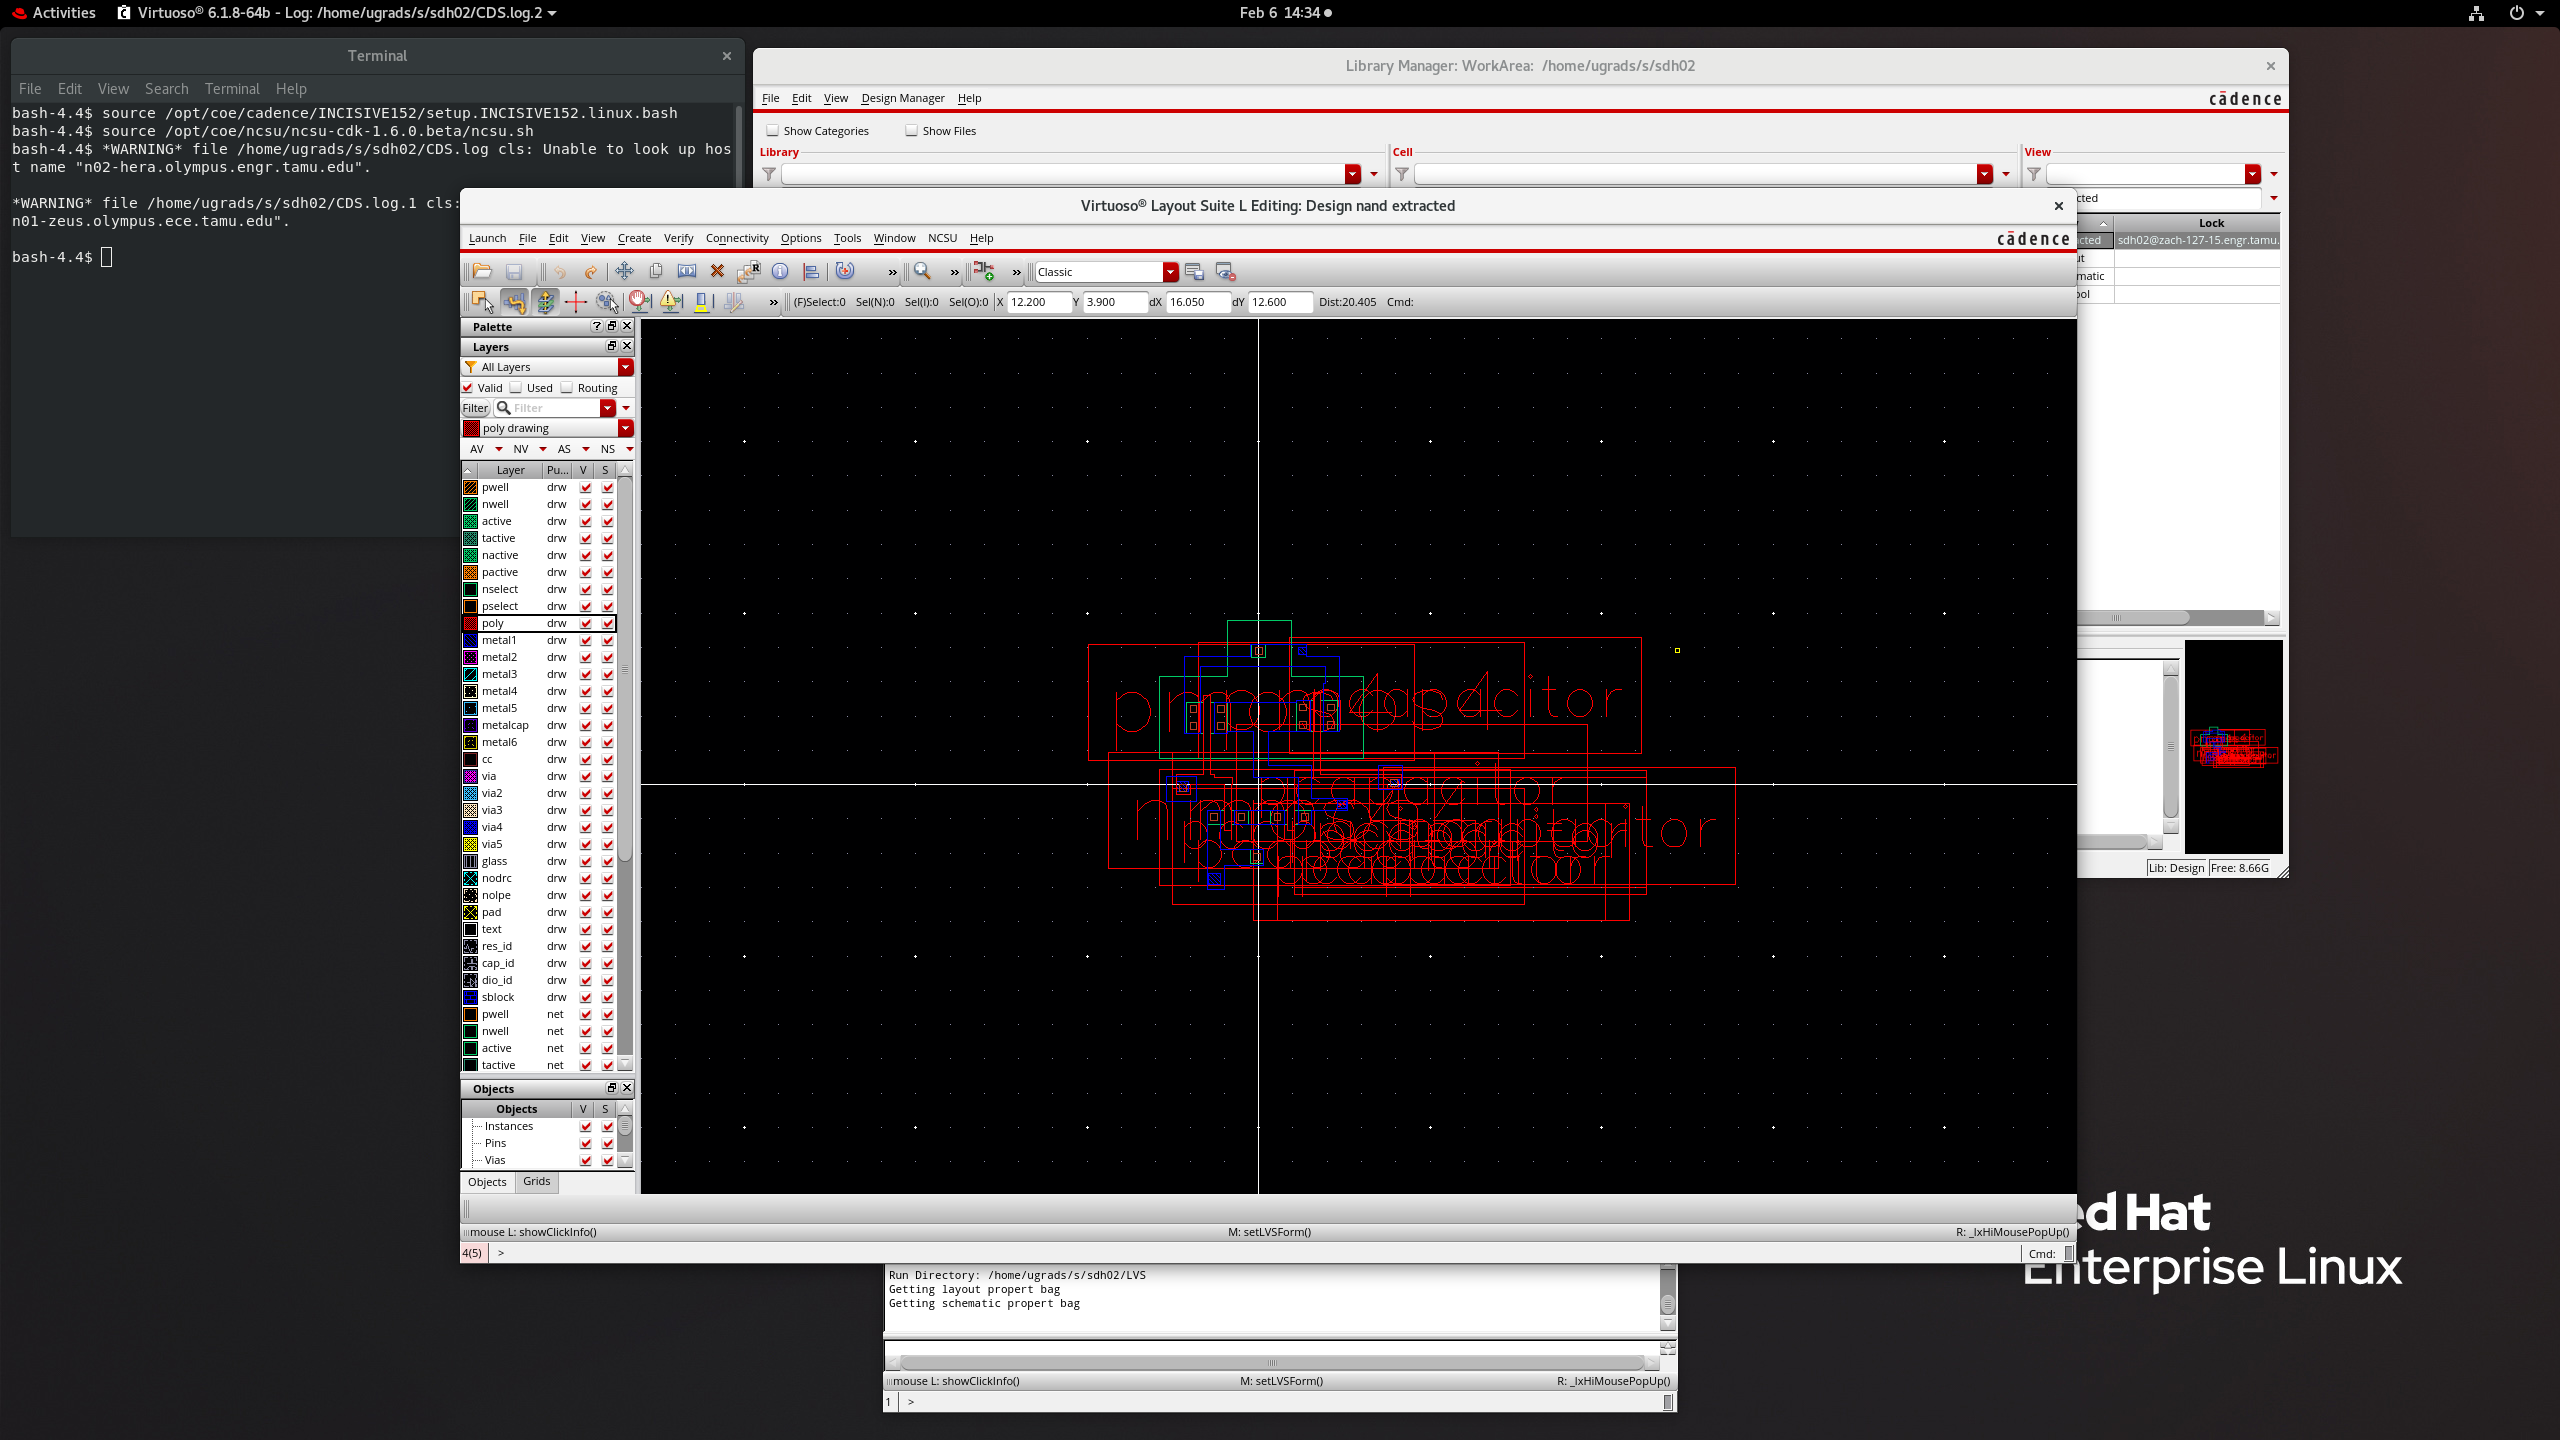 Activities
Virtuoso® 6.1.8-64b - Log: /home/ugrads/s/sdh02/CDS.log.2
Feb 6 14:34
Terminal
File Edit View Search Terminal Help
bash-4.4$ source /opt/coe/cadence/INCISIVE152/setup.INCISIVE152.linux.bash
bash-4.4$ source /opt/coe/ncsu/ncsu-cdk-1.6.0.beta/ncsu.sh
bash-4.4$ *WARNING* file /home/ugrads/s/sdh02/CDS.log cls: Unable to look up hos
t name "n02-hera.olympus.engr.tamu.edu".
*WARNING* file /home/ugrads/s/sdh02/CDS.log.1 cls:
n01-zeus.olympus.ece.tamu.edu".
bash-4.4$
Library Manager: WorkArea: /home/ugrads/s/sdh02
File Edit View Design Manager Help
cādence
Show Categories Show Files
Library Cell View
cted
Lock
cted sdh02@zach-127-15.engr.tamu.
ut
matic
ool
Lib: Design Free: 8.66G
Virtuoso® Layout Suite L Editing: Design nand extracted
Launch File Edit View Create Verify Connectivity Options Tools Window NCSU Help
cādence
Classic
(F)Select:0 Sel(N):0 Sel(I):0 Sel(O):0 X 12.200 Y 3.900 dX 16.050 dY 12.600 Dist:20.405 Cmd:
Palette
Layers
All Layers
Valid Used Routing
Filter Filter
poly drawing
AV NV AS NS
Layer Pu... V S
pwell drw
nwell drw
active drw
tactive drw
nactive drw
pactive drw
nselect drw
pselect drw
poly drw
metal1 drw
metal2 drw
metal3 drw
metal4 drw
metal5 drw
metalcap drw
metal6 drw
cc drw
via drw
via2 drw
via3 drw
via4 drw
via5 drw
glass drw
nodrc drw
nolpe drw
pad drw
text drw
res_id drw
cap_id drw
dio_id drw
sblock drw
pwell net
nwell net
active net
tactive net
Objects
Objects V S
Instances
Pins
Vias
Objects Grids
mouse L: showClickInfo() M: setLVSForm() R: _lxHiMousePopUp()
4(5) > Cmd:
Run Directory: /home/ugrads/s/sdh02/LVS
Getting layout propert bag
Getting schematic propert bag
mouse L: showClickInfo() M: setLVSForm() R: _lxHiMousePopUp()
1 >
ed Hat
Enterprise Linux